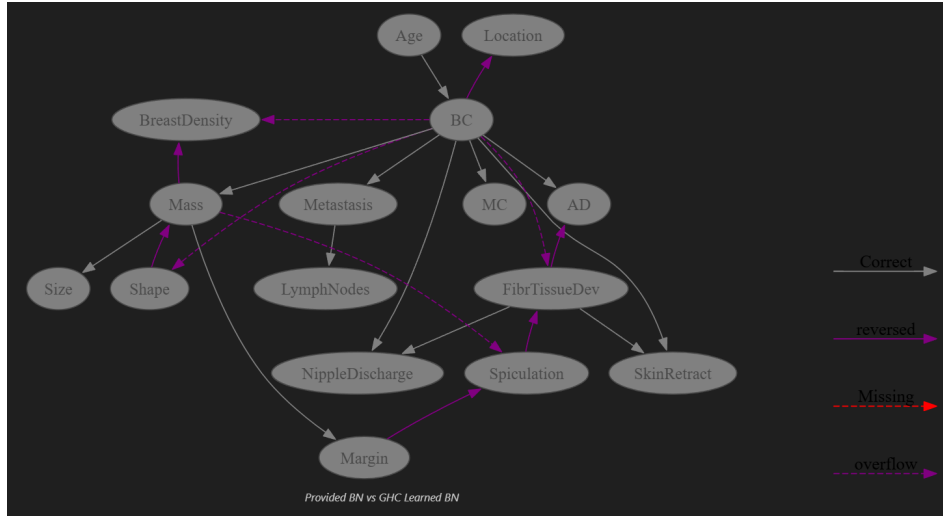 Age
Location
BreastDensity
BC
Mass
Metastasis
MC
AD
Correct
Size
Shape
LymphNodes
FibrTissueDev
reversed
NippleDischarge
Spiculation
SkinRetract
Missing
Margin
overflow
Provided BN vs GHC Learned BN